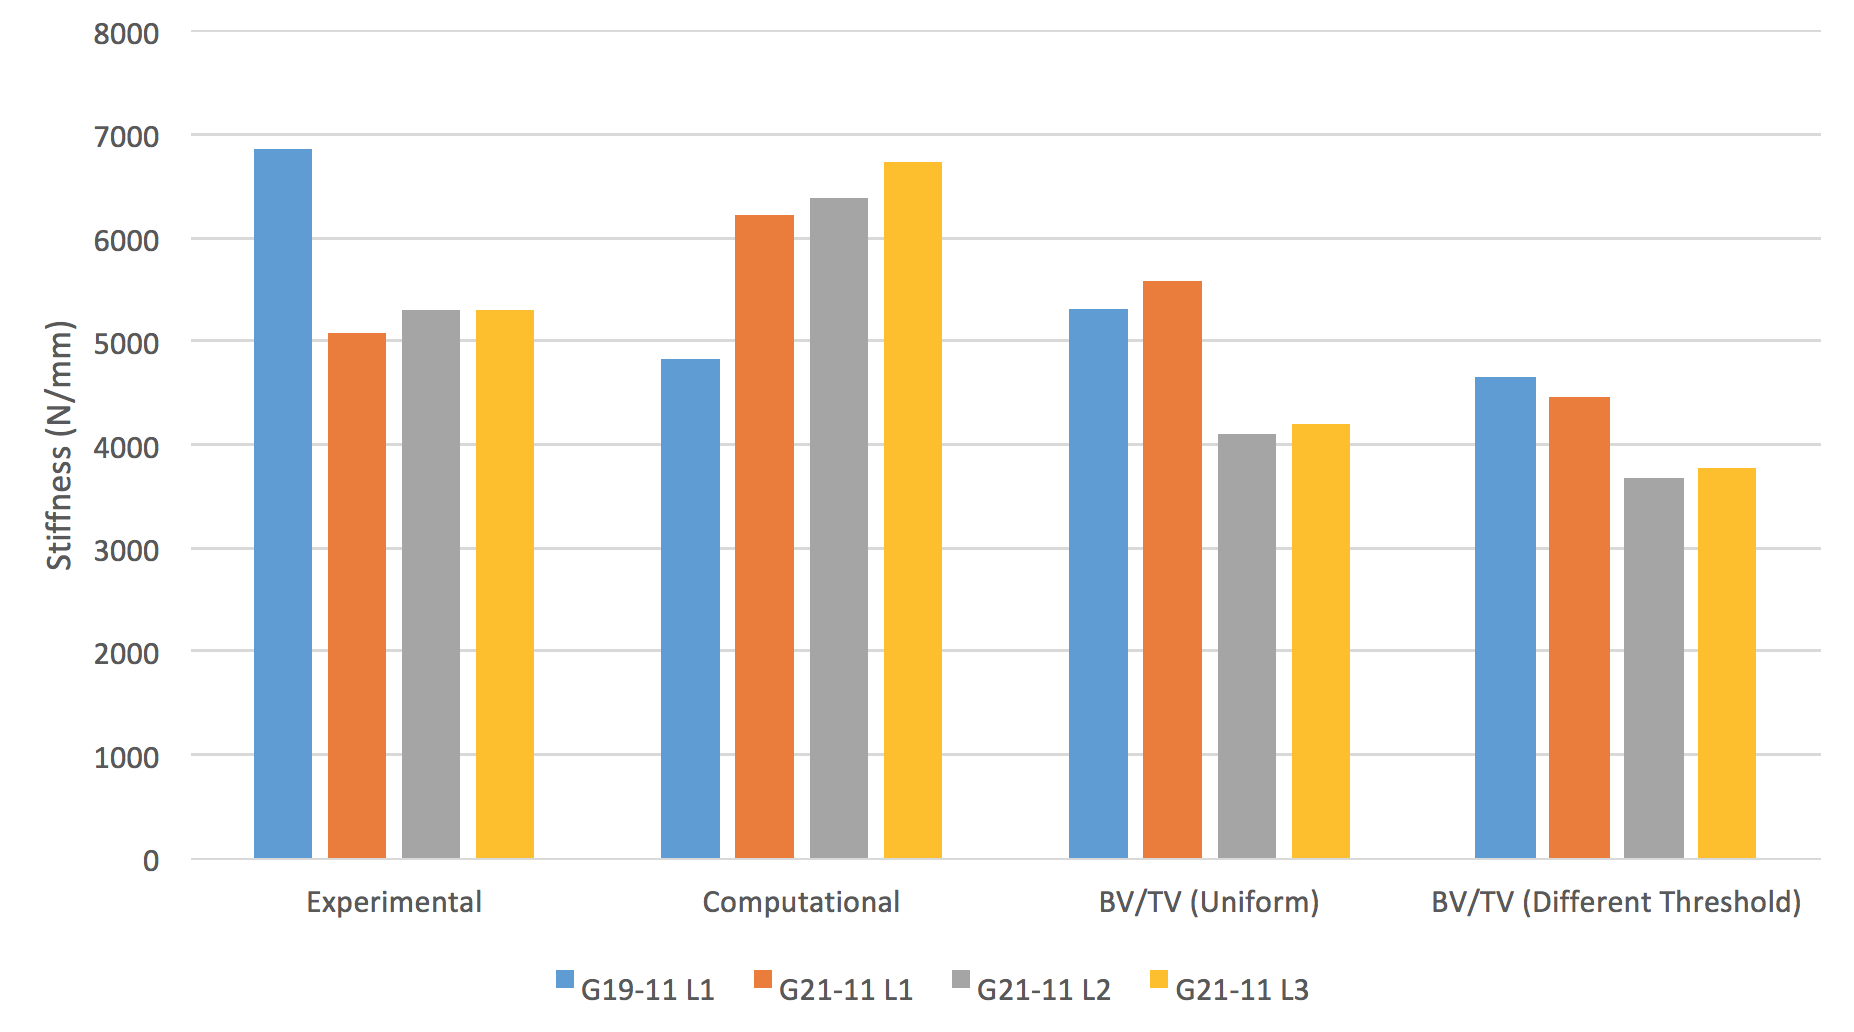 8000
7000
6000
5000
4000
3000
2000
1000
0
Stiffness (N/mm)
Experimental
Computational
BV/TV (Uniform)
BV/TV (Different Threshold)
G19-11 L1
G21-11 L1
G21-11 L2
G21-11 L3